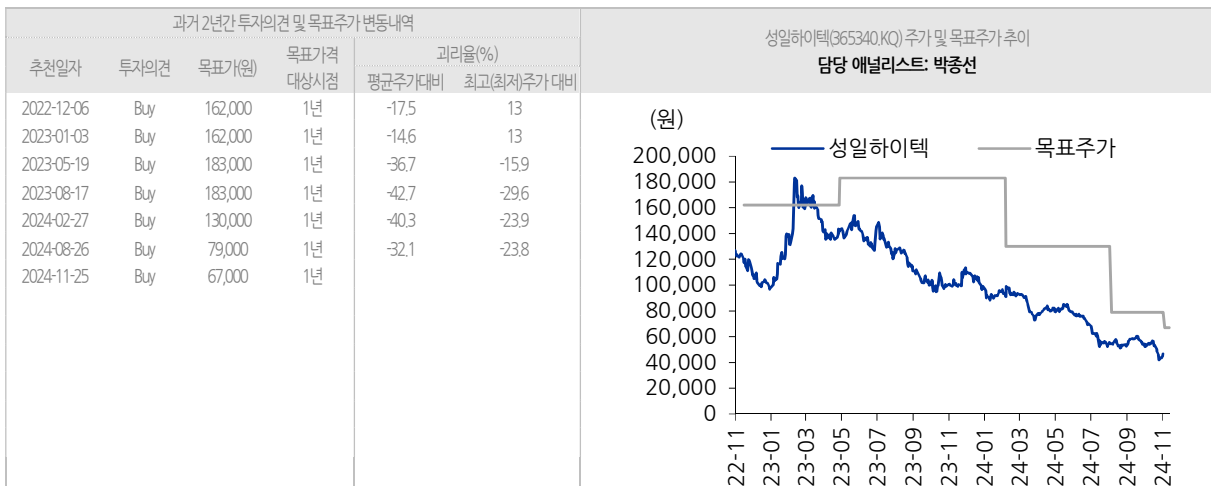 과거 2년간 투자의견 및 목표주가 변동내역
추천일자 투자의견 목표가(원) 목표가격 대상시점 괴리율(%)
평균주가대비 최고(최저)주가 대비
2022-12-06 Buy 162,000 1년 -17.5 13
2023-01-03 Buy 162,000 1년 -14.6 13
2023-05-19 Buy 183,000 1년 -36.7 -15.9
2023-08-17 Buy 183,000 1년 -42.7 -29.6
2024-02-27 Buy 130,000 1년 -40.3 -23.9
2024-08-26 Buy 79,000 1년 -32.1 -23.8
2024-11-25 Buy 67,000 1년
성일하이텍(365340.KQ) 주가 및 목표주가 추이
담당 애널리스트: 박종선
(원)
성일하이텍 목표주가
200,000
180,000
160,000
140,000
120,000
100,000
80,000
60,000
40,000
20,000
0
22-11
23-01
23-03
23-05
23-07
23-09
23-11
24-01
24-03
24-05
24-07
24-09
24-11